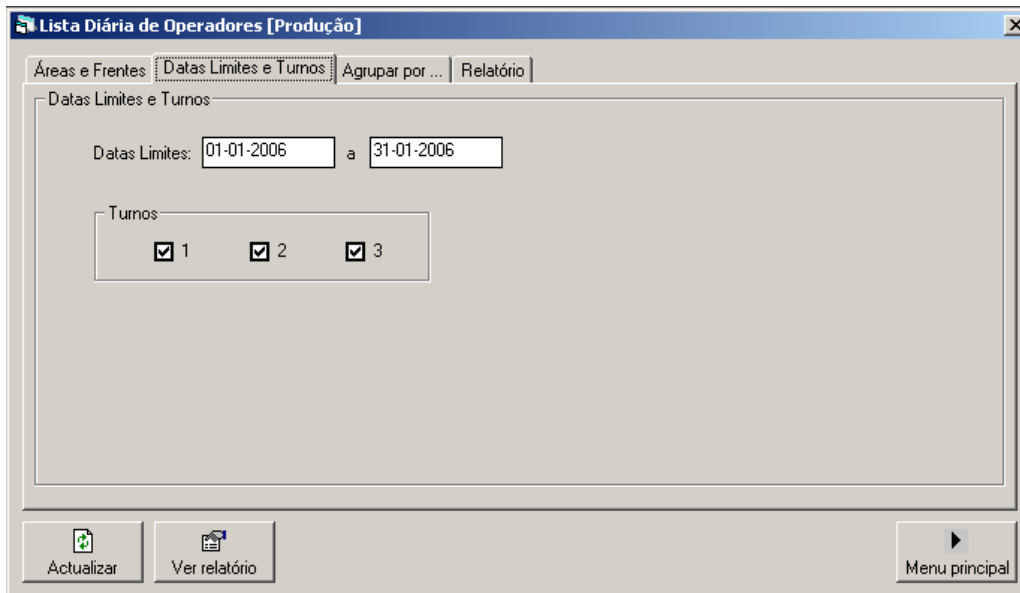 Lista Diária de Operadores [Produção]
Áreas e Frentes Datas Limites e Turnos Agrupar por ... Relatório
Datas Limites e Turnos
Datas Limites: 01-01-2006 a 31-01-2006
Turnos
1 2 3
Actualizar Ver relatório Menu principal